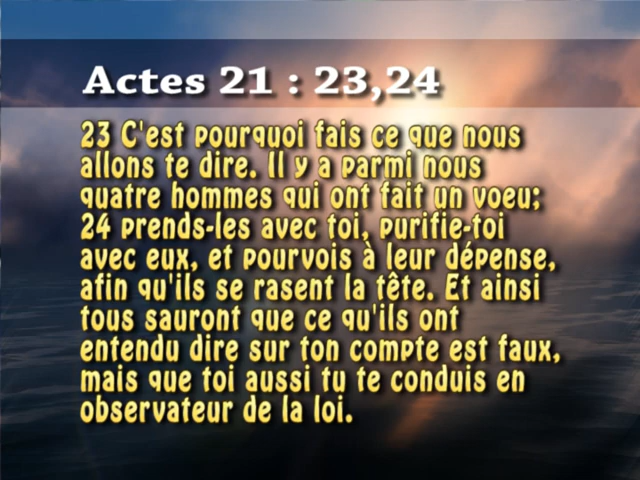 Actes 21 : 23,24
23 C'est pourquoi fais ce que nous
allons te dire. Il y a parmi nous
quatre hommes qui ont fait un voeu;
24 prends-les avec toi, purifie-toi
avec eux, et pourvois à leur dépense,
afin qu'ils se rasent la tête. Et ainsi
tous sauront que ce qu'ils ont
entendu dire sur ton compte est faux,
mais que toi aussi tu te conduis en
observateur de la loi.